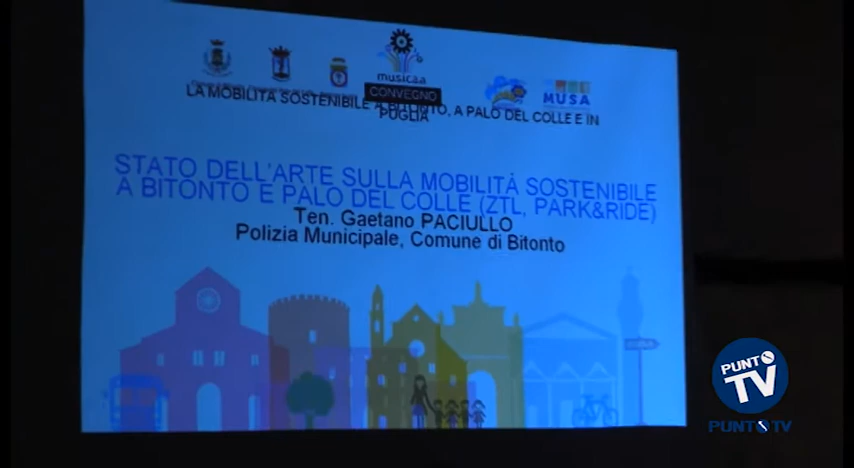 musicaa
CONVEGNO
MUSA
LA MOBILITÀ SOSTENIBILE A BITONTO, A PALO DEL COLLE E IN
PUGLIA
STATO DELL'ARTE SULLA MOBILITÀ SOSTENIBILE
A BITONTO E PALO DEL COLLE (ZTL, PARK&RIDE)
Ten. Gaetano PACIULLO
Polizia Municipale, Comune di Bitonto
PUNTO
TV
PUNTO TV